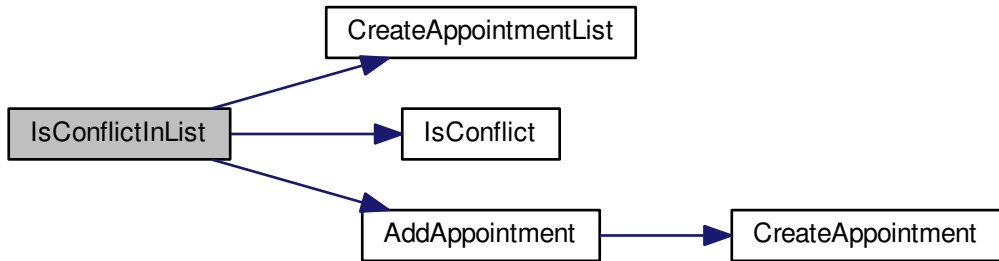 CreateAppointmentList
IsConflictInList
IsConflict
AddAppointment
CreateAppointment